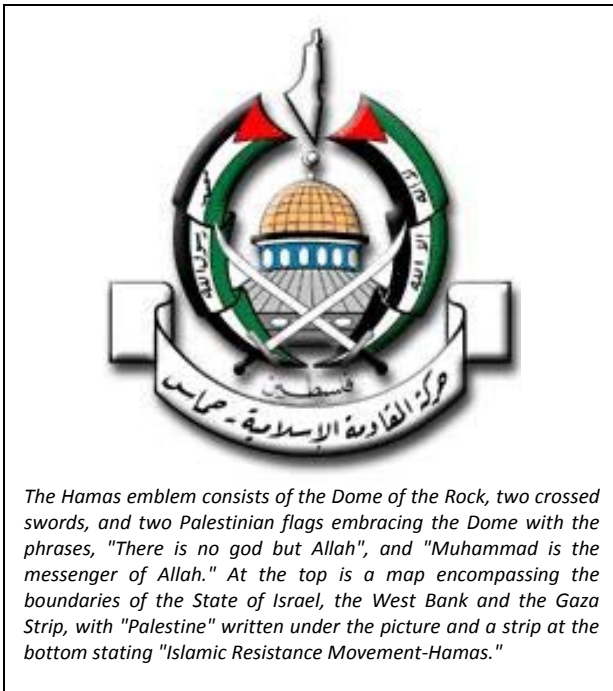 إلا الله
رسول الله
فلسطين
حركة المقاومة الإسلامية - حماس
The Hamas emblem consists of the Dome of the Rock, two crossed
swords, and two Palestinian flags embracing the Dome with the
phrases, "There is no god but Allah", and "Muhammad is the
messenger of Allah." At the top is a map encompassing the
boundaries of the State of Israel, the West Bank and the Gaza
Strip, with "Palestine" written under the picture and a strip at the
bottom stating "Islamic Resistance Movement-Hamas."